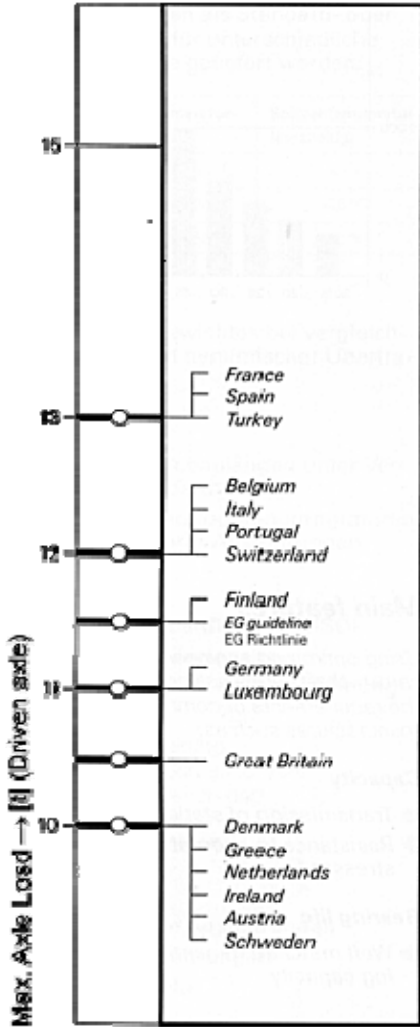 15
France
Spain
13 Turkey
Belgium
Italy
Portugal
12 Switzerland
Finland
EG guideline
EG Richtlinie
Germany
11 Luxembourg
Great Britain
10 Denmark
Greece
Netherlands
Ireland
Austria
Schweden
Max. Axle Load → [t] (Driven axle)